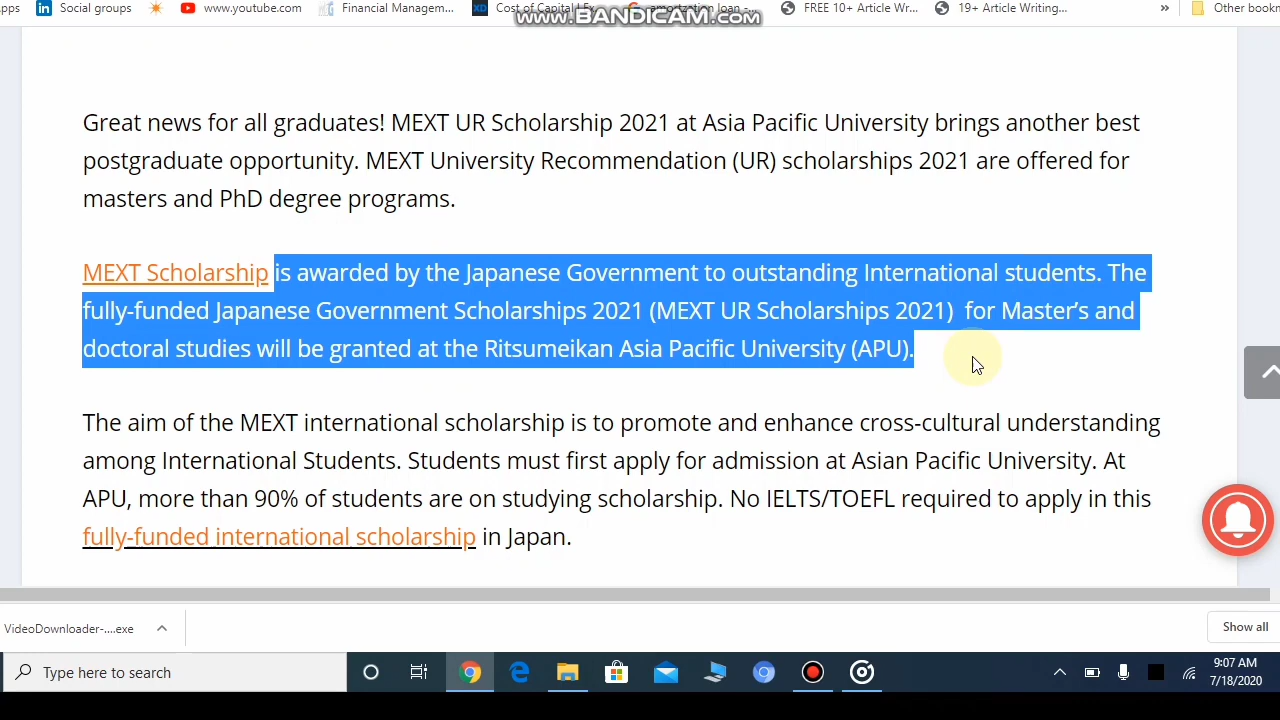 pps Social groups www.youtube.com Financial Managem... Cost of Capital | Ex amortzation loan -... FREE 10+ Article Wr... 19+ Article Writing... » Other bookn
www.BANDICAM.com
Great news for all graduates! MEXT UR Scholarship 2021 at Asia Pacific University brings another best
postgraduate opportunity. MEXT University Recommendation (UR) scholarships 2021 are offered for
masters and PhD degree programs.
MEXT Scholarship is awarded by the Japanese Government to outstanding International students. The
fully-funded Japanese Government Scholarships 2021 (MEXT UR Scholarships 2021) for Master’s and
doctoral studies will be granted at the Ritsumeikan Asia Pacific University (APU).
The aim of the MEXT international scholarship is to promote and enhance cross-cultural understanding
among International Students. Students must first apply for admission at Asian Pacific University. At
APU, more than 90% of students are on studying scholarship. No IELTS/TOEFL required to apply in this
fully-funded international scholarship in Japan.
VideoDownloader-....exe
Show all
Type here to search
9:07 AM
7/18/2020